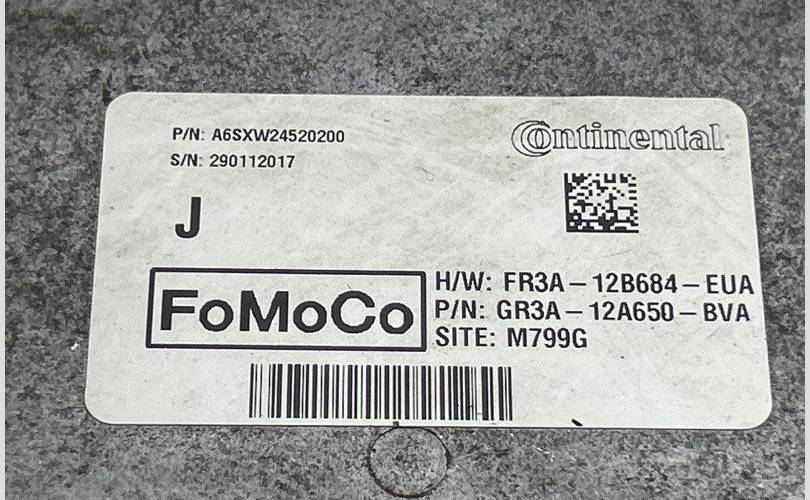 P/N: A6SXW24520200
S/N: 290112017
Continental
J
FoMoCo
H/W: FR3A-12B684-EUA
P/N: GR3A-12A650-BVA
SITE: M799G